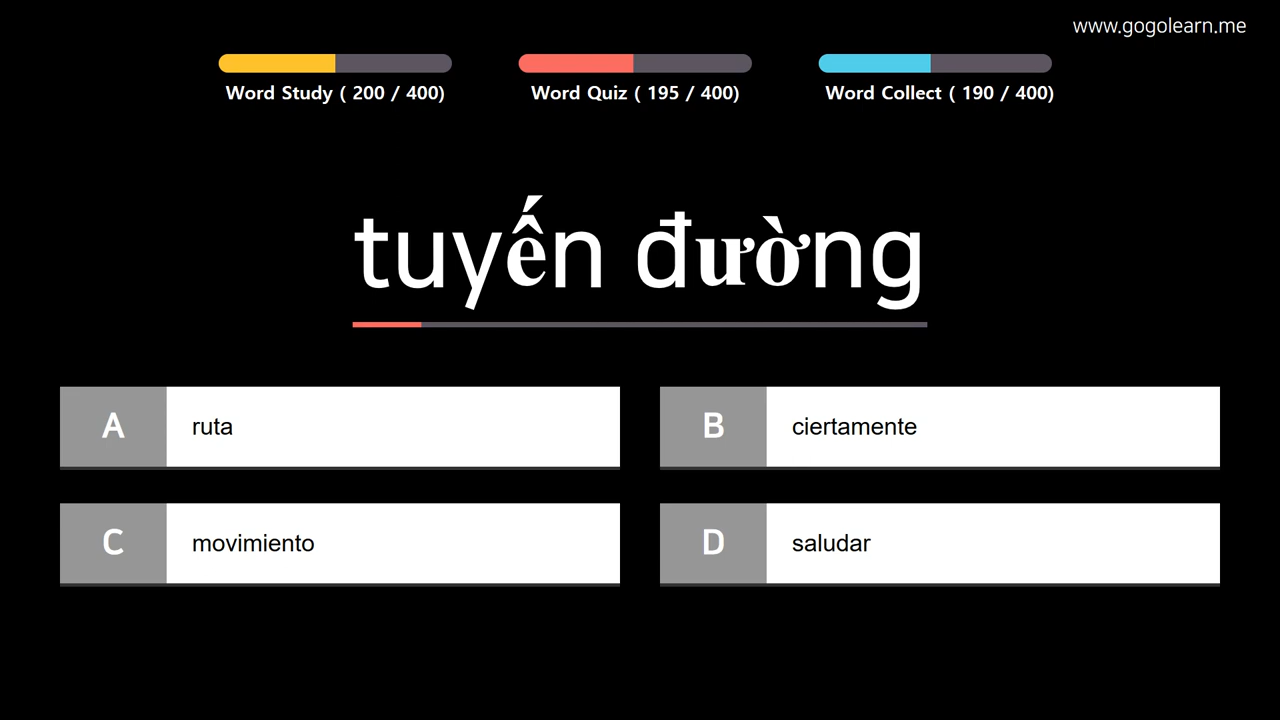 www.gogolearn.me
Word Study ( 200 / 400)
Word Quiz ( 195 / 400)
Word Collect ( 190 / 400)
tuyến đường
A ruta
B ciertamente
C movimiento
D saludar